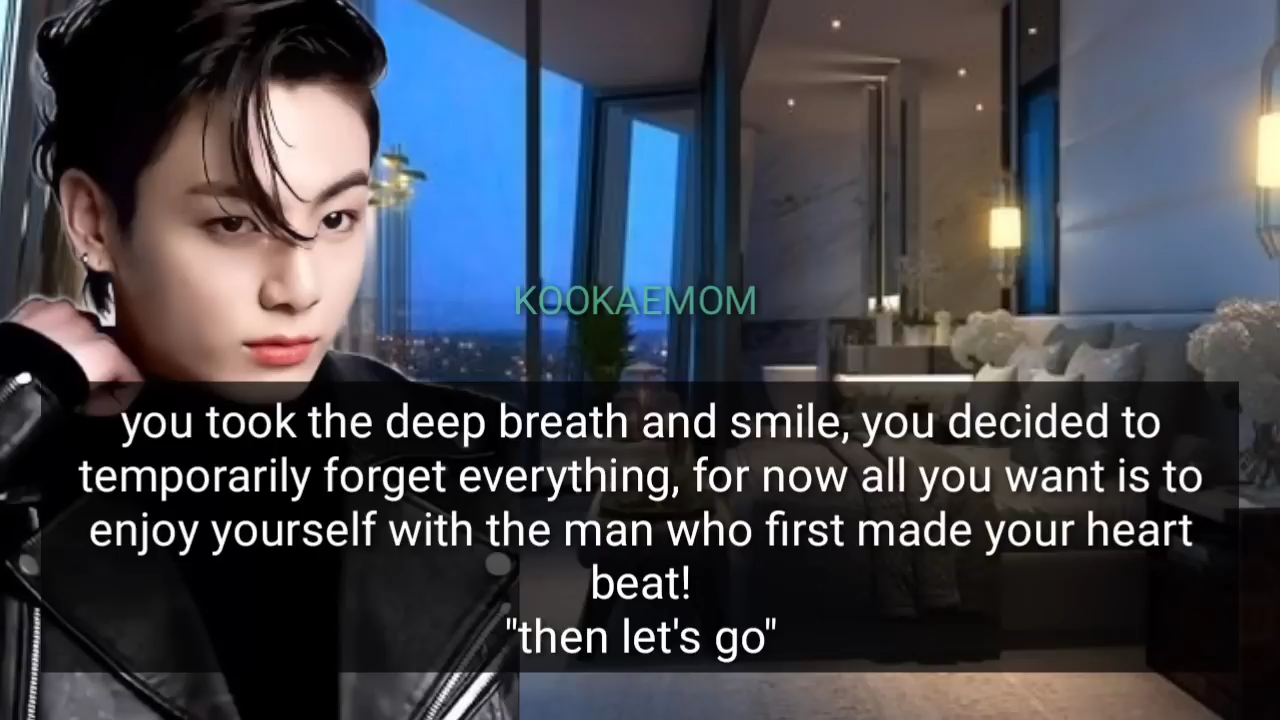 KOOKAEMOM
you took the deep breath and smile, you decided to
temporarily forget everything, for now all you want is to
enjoy yourself with the man who first made your heart
beat!
"then let's go"